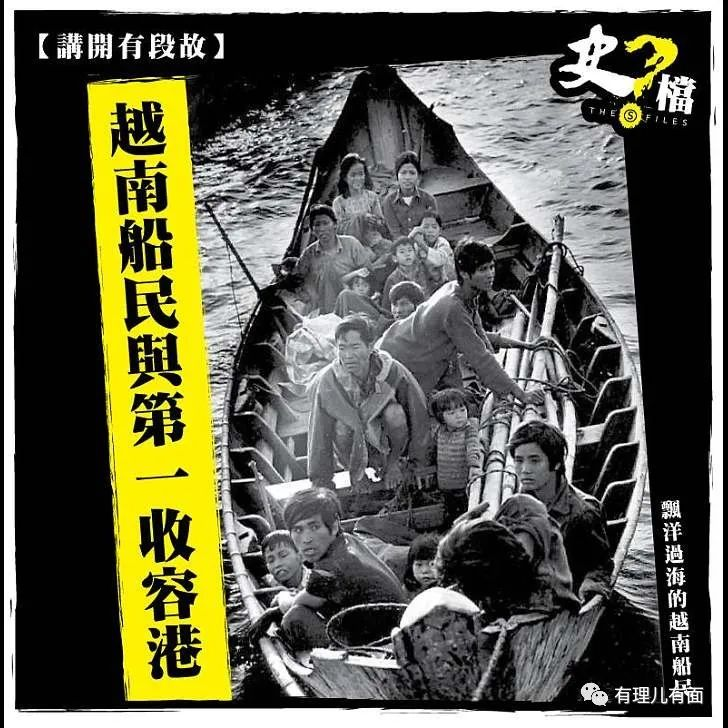 【講開有段故】
史?檔
THE S FILES
越南船民與第一收容港
飄洋過海的越南船民
有理儿有面